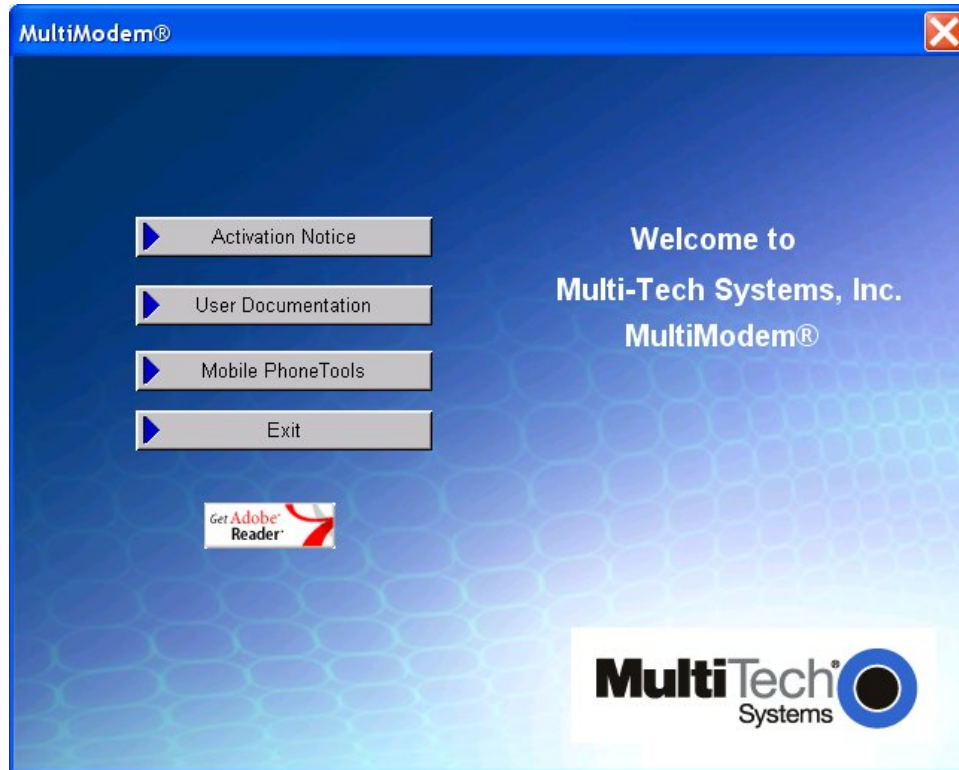 MultiModem®
Activation Notice
User Documentation
Mobile PhoneTools
Exit
Get Adobe®
Reader®
Welcome to
Multi-Tech Systems, Inc.
MultiModem®
MultiTech®
Systems